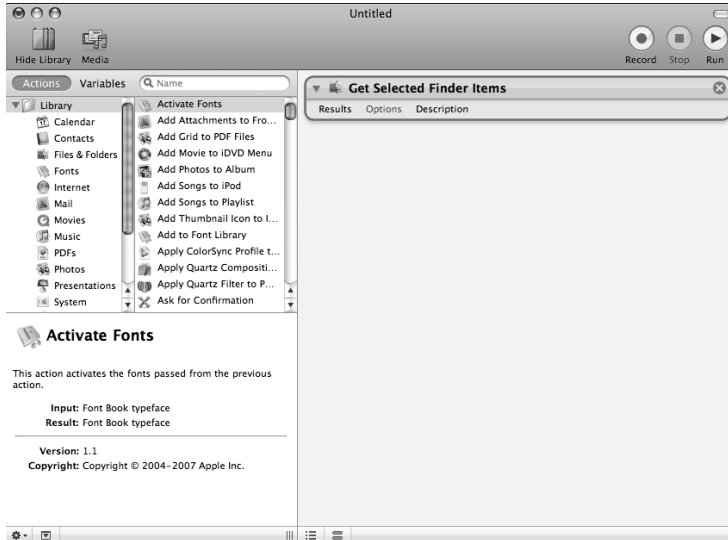 Untitled
Hide Library
Media
Record
Stop
Run
Actions
Variables
Name
Library
Calendar
Contacts
Files & Folders
Fonts
Internet
Mail
Movies
Music
PDFs
Photos
Presentations
System
Activate Fonts
Add Attachments to Fro...
Add Grid to PDF Files
Add Movie to iDVD Menu
Add Photos to Album
Add Songs to iPod
Add Songs to Playlist
Add Thumbnail Icon to I...
Add to Font Library
Apply ColorSync Profile t...
Apply Quartz Compositi...
Apply Quartz Filter to P...
Ask for Confirmation
Get Selected Finder Items
Results Options Description
Activate Fonts
This action activates the fonts passed from the previous
action.
Input: Font Book typeface
Result: Font Book typeface
Version: 1.1
Copyright: Copyright © 2004-2007 Apple Inc.